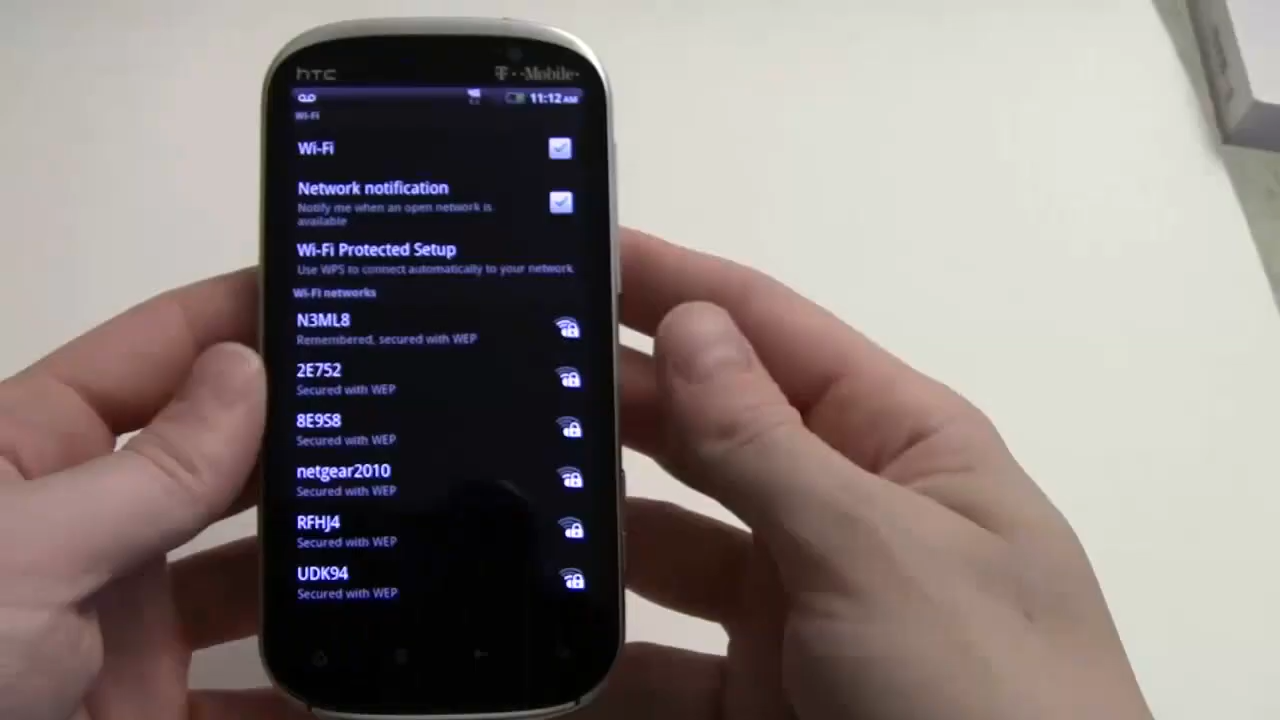 hTC T··Mobile·
11:12 AM
Wi-Fi
Wi-Fi
Network notification
Notify me when an open network is
available
Wi-Fi Protected Setup
Use WPS to connect automatically to your network
Wi-Fi networks
N3ML8
Remembered, secured with WEP
2E752
Secured with WEP
8E9S8
Secured with WEP
netgear2010
Secured with WEP
RFHJ4
Secured with WEP
UDK94
Secured with WEP